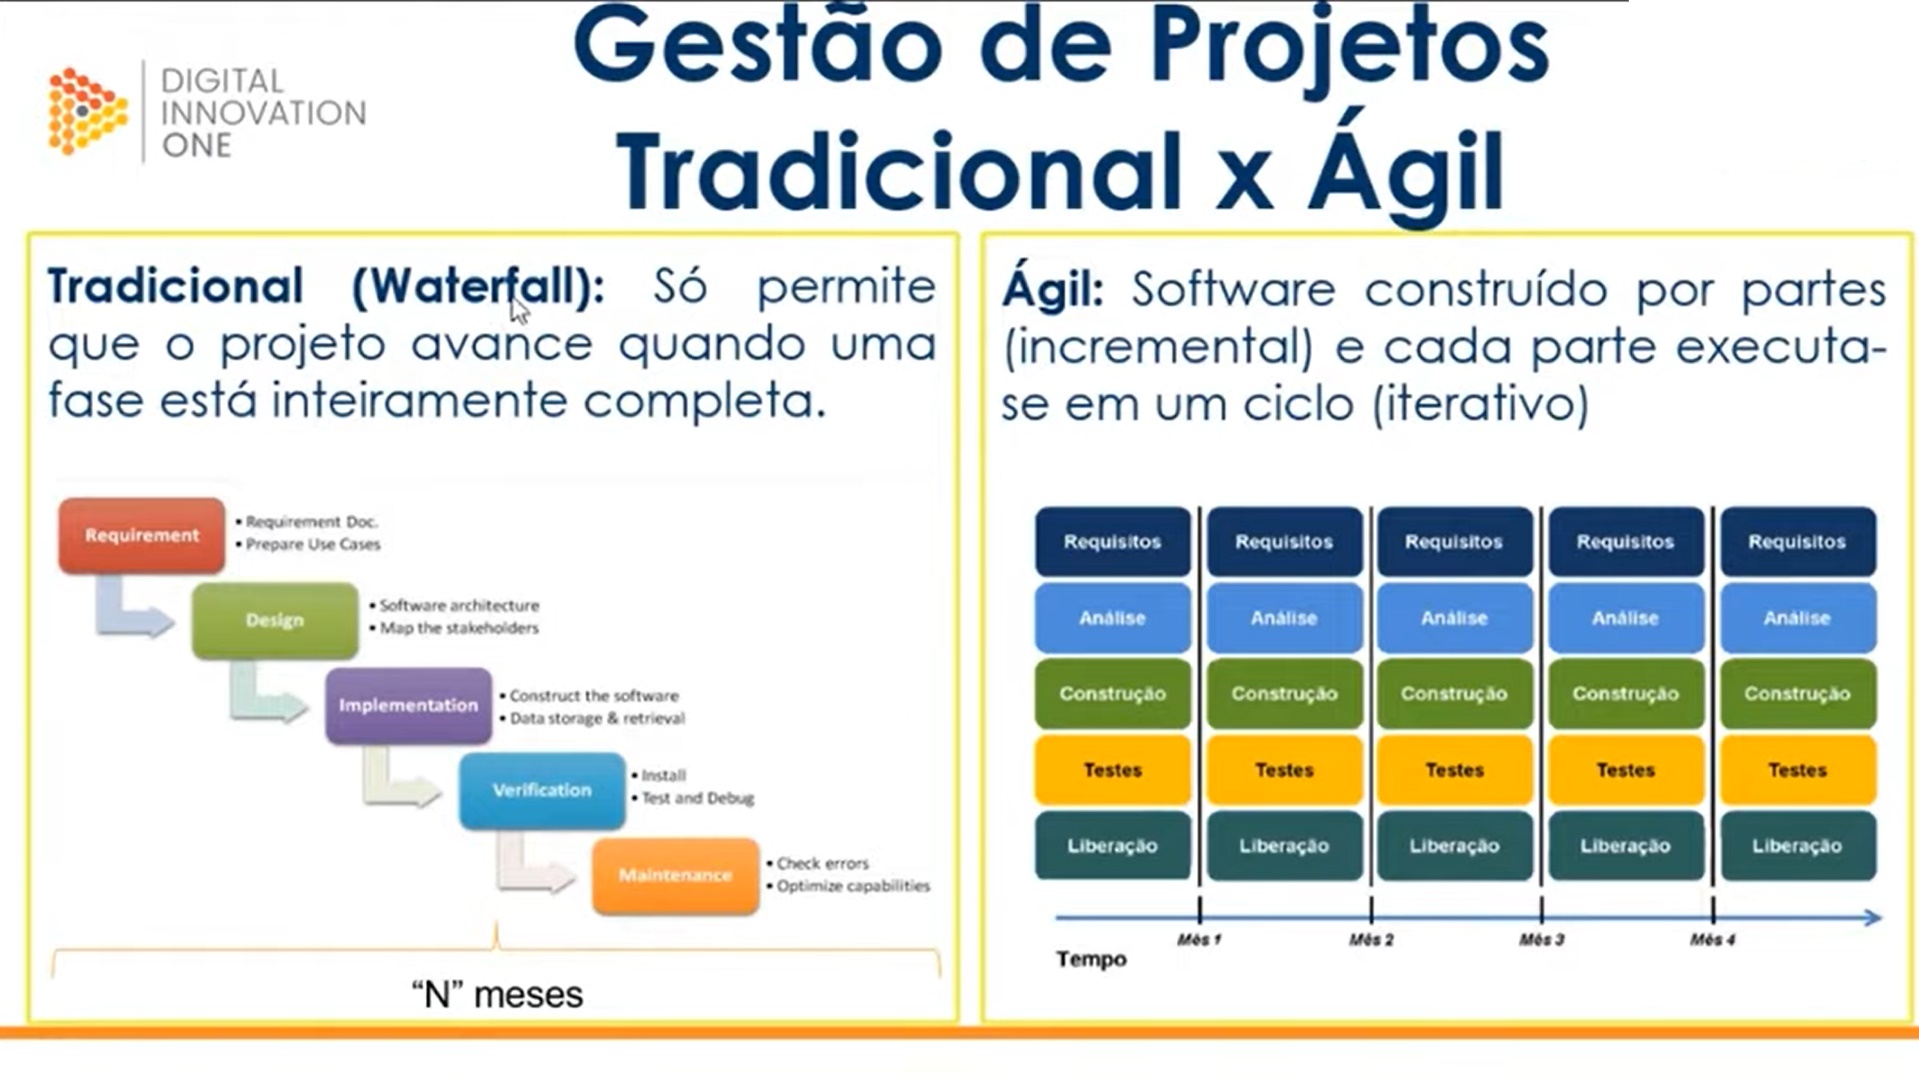 DIGITAL
INNOVATION
ONE
Gestão de Projetos
Tradicional x Ágil
Tradicional (Waterfall): Só permite
que o projeto avance quando uma
fase está inteiramente completa.
Requirement
• Requirement Doc.
• Prepare Use Cases
Design
• Software architecture
• Map the stakeholders
Implementation
• Construct the software
• Data storage & retrieval
Verification
• Install
• Test and Debug
Maintenance
• Check errors
• Optimize capabilities
“N” meses
Ágil: Software construído por partes
(incremental) e cada parte executa-
se em um ciclo (iterativo)
Requisitos Requisitos Requisitos Requisitos Requisitos
Análise Análise Análise Análise Análise
Construção Construção Construção Construção Construção
Testes Testes Testes Testes Testes
Liberação Liberação Liberação Liberação Liberação
Mês 1 Mês 2 Mês 3 Mês 4
Tempo